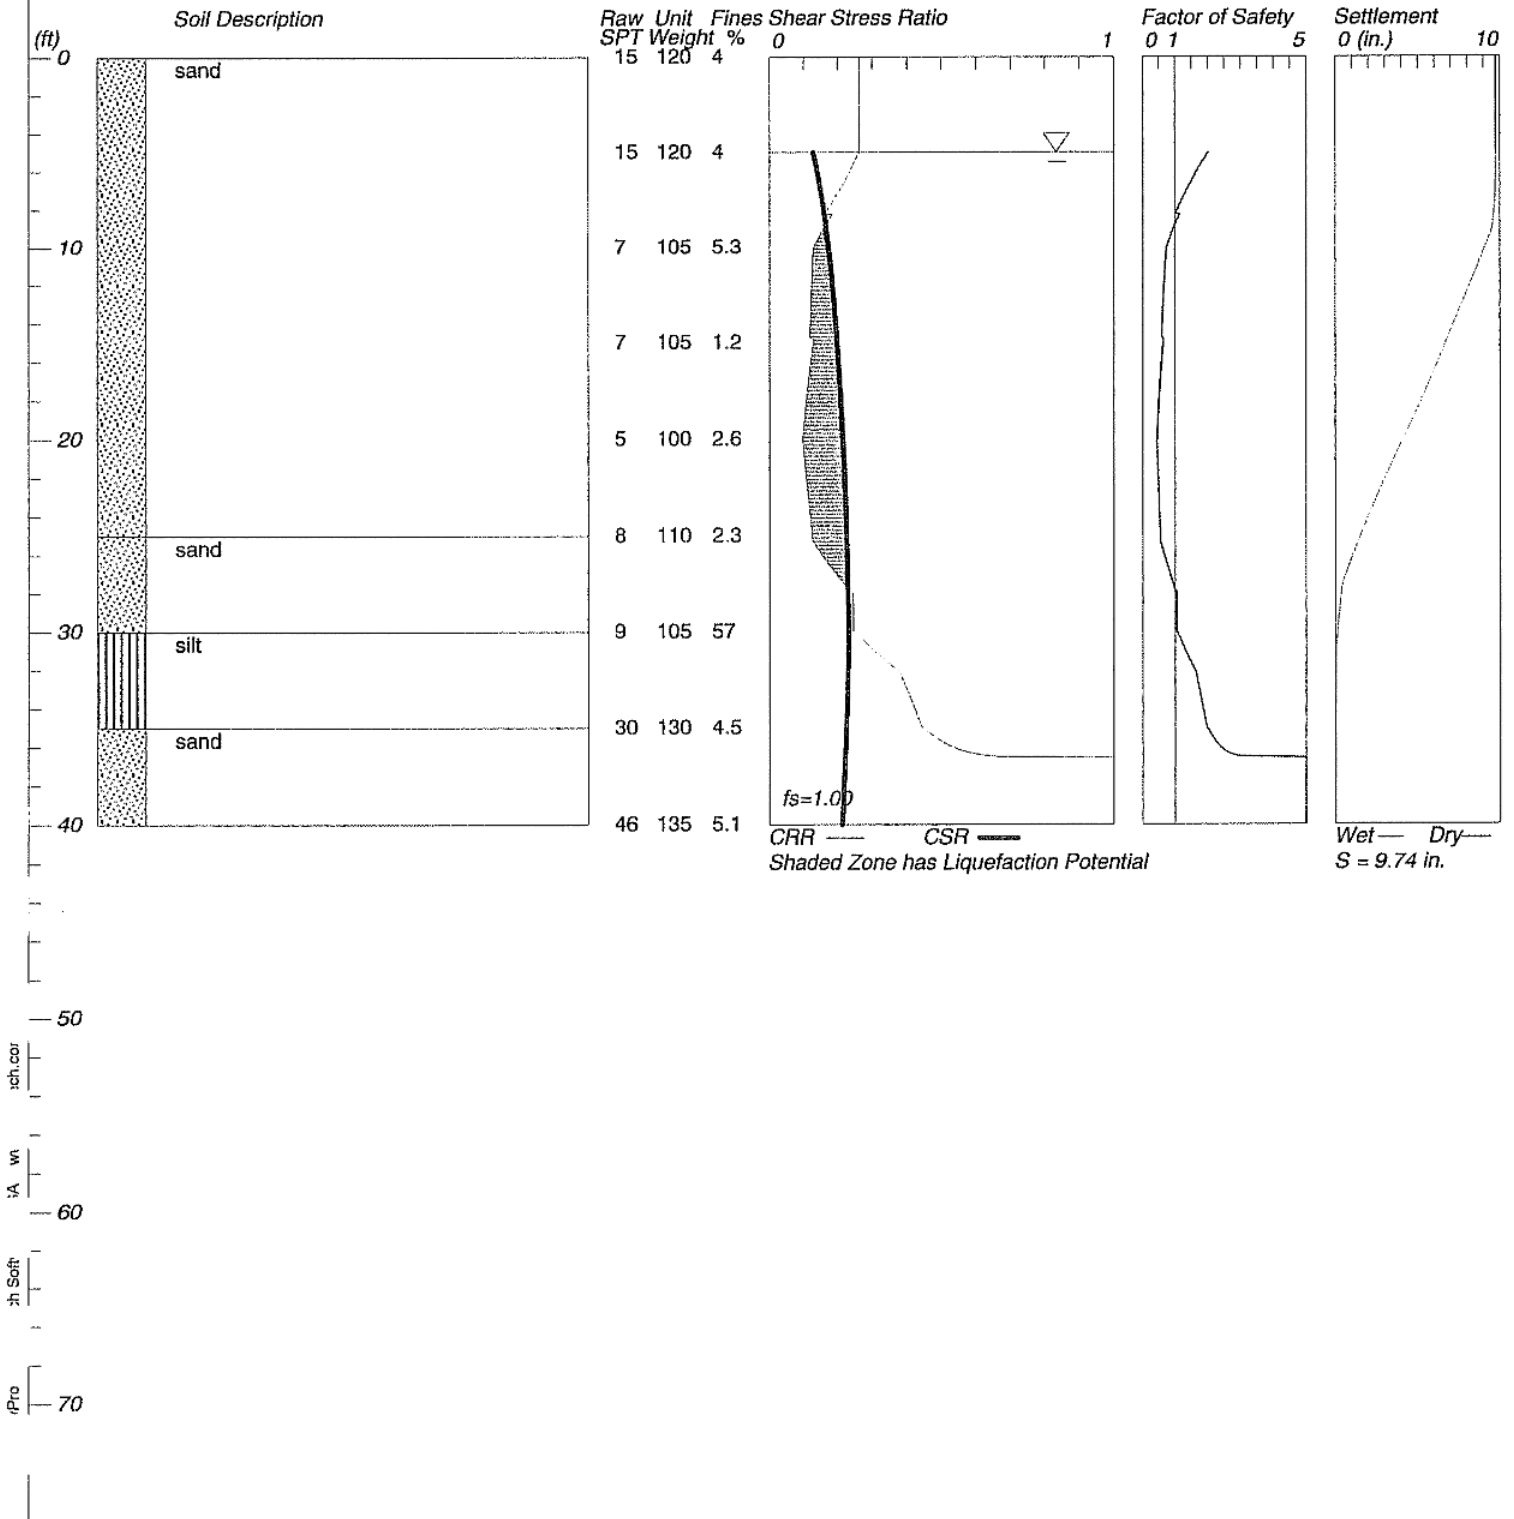 Soil Description Raw Unit Fines Shear Stress Ratio Factor of Safety Settlement
(ft) SPT Weight % 0 1 0 1 5 0 (in.) 10
0 15 120 4
sand
15 120 4
10 7 105 5.3
7 105 1.2
20 5 100 2.6
8 110 2.3
sand
30 9 105 57
silt
30 130 4.5
sand
fs=1.00
40 46 135 5.1
CRR CSR Wet Dry
Shaded Zone has Liquefaction Potential S = 9.74 in.
50
60
70